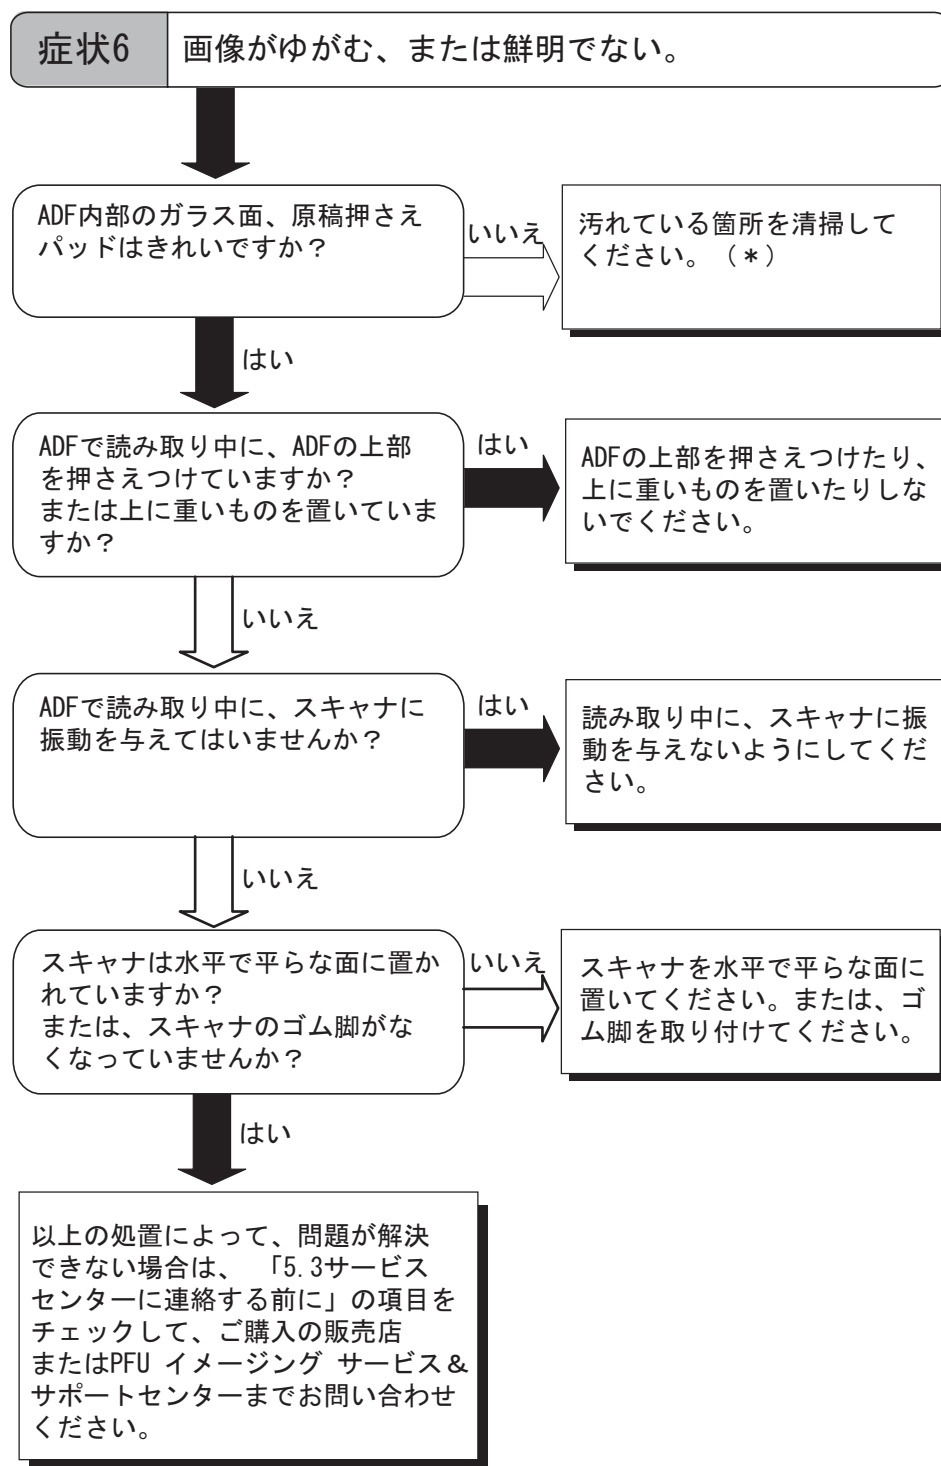 症状6
画像がゆがむ、または鮮明でない。
ADF内部のガラス面、原稿押さえ
パッドはきれいですか？
いいえ
汚れている箇所を清掃して
ください。（＊）
はい
ADFで読み取り中に、ADFの上部
を押さえつけていますか？
または上に重いものを置いていま
すか？
はい
ADFの上部を押さえつけたり、
上に重いものを置いたりしな
いでください。
いいえ
ADFで読み取り中に、スキャナに
振動を与えてはいませんか？
はい
読み取り中に、スキャナに振
動を与えないようにしてくだ
さい。
いいえ
スキャナは水平で平らな面に置か
れていますか？
または、スキャナのゴム脚がな
くなっていませんか？
いいえ
スキャナを水平で平らな面に
置いてください。または、ゴ
ム脚を取り付けてください。
はい
以上の処置によって、問題が解決
できない場合は、 「5.3サービス
センターに連絡する前に」の項目を
チェックして、ご購入の販売店
またはPFU イメージング サービス＆
サポートセンターまでお問い合わせ
ください。